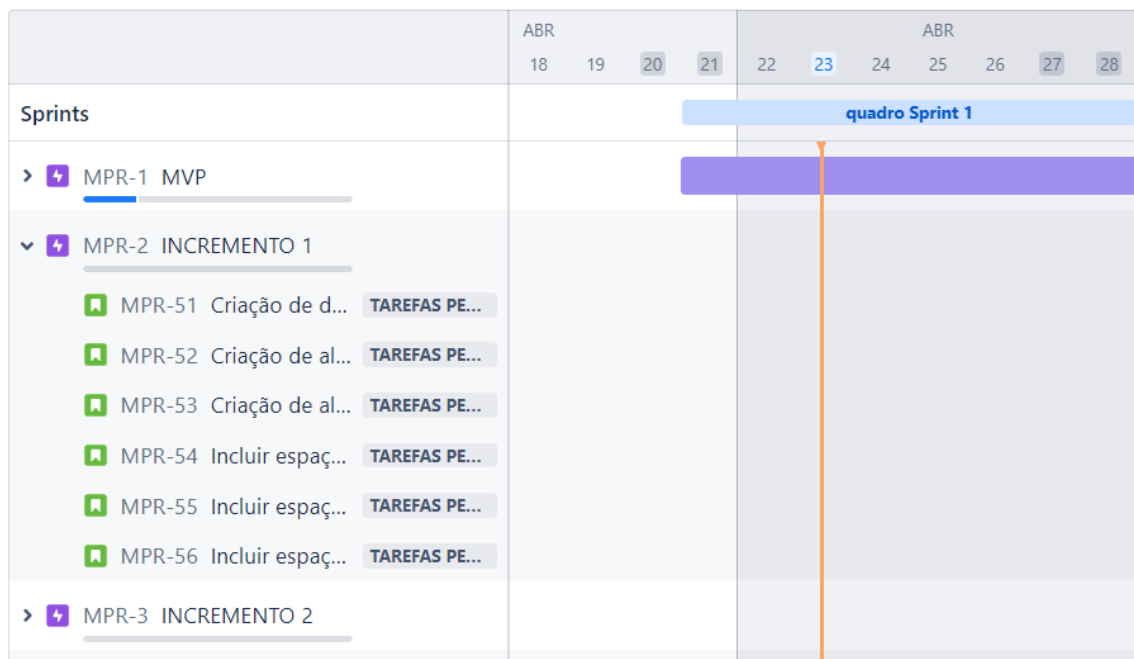 ABR ABR
18 19 20 21 22 23 24 25 26 27 28
Sprints quadro Sprint 1
MPR-1 MVP
MPR-2 INCREMENTO 1
MPR-51 Criação de d... TAREFAS PE...
MPR-52 Criação de al... TAREFAS PE...
MPR-53 Criação de al... TAREFAS PE...
MPR-54 Incluir espaç... TAREFAS PE...
MPR-55 Incluir espaç... TAREFAS PE...
MPR-56 Incluir espaç... TAREFAS PE...
MPR-3 INCREMENTO 2